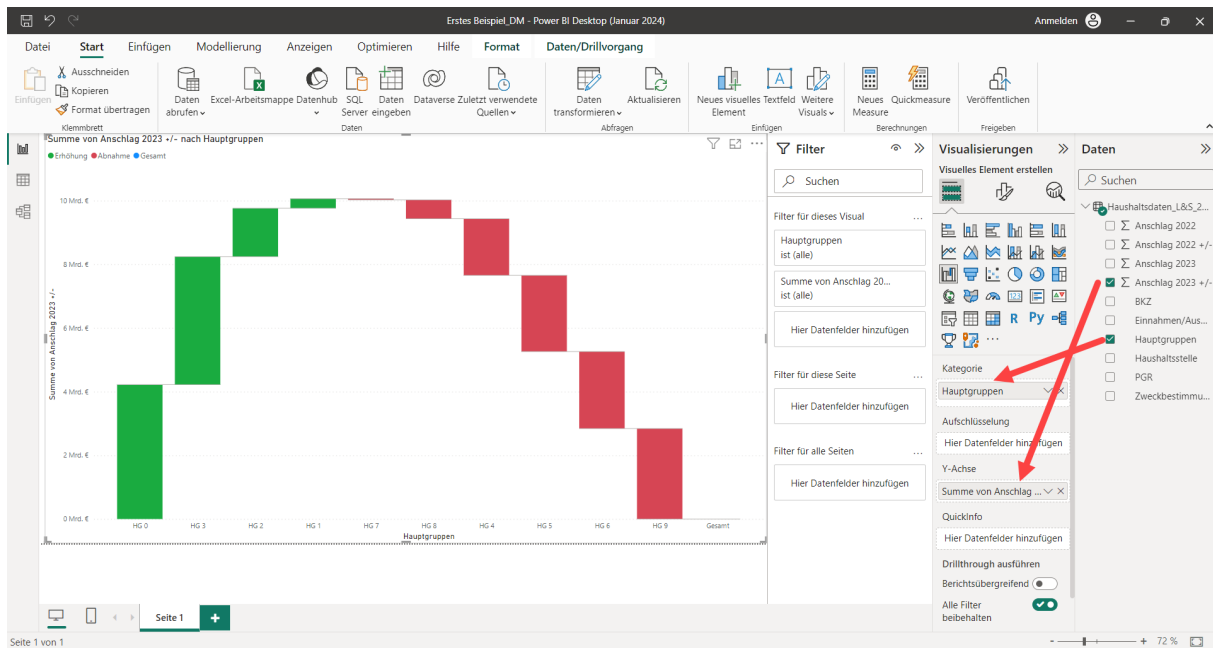 Erstes Beispiel_DM - Power BI Desktop (Januar 2024)
Anmelden
Datei Start Einfügen Modellierung Anzeigen Optimieren Hilfe Format Daten/Drillvorgang
Einfügen
Ausschneiden
Kopieren
Format übertragen
Klemmbrett
Daten abrufen
Excel-Arbeitsmappe
Datenhub
SQL Server
Daten eingeben
Dataverse
Zuletzt verwendete Quellen
Daten
Daten transformieren
Aktualisieren
Abfragen
Neues visuelles Element
Textfeld
Weitere Visuals
Einfügen
Neues Measure
Quickmeasure
Berechnungen
Veröffentlichen
Freigeben
Summe von Anschlag 2023 +/- nach Hauptgruppen
Erhöhung Abnahme Gesamt
Summe von Anschlag 2023 +/-
10 Mrd. €
8 Mrd. €
6 Mrd. €
4 Mrd. €
2 Mrd. €
0 Mrd. €
HG 0 HG 3 HG 2 HG 1 HG 7 HG 8 HG 4 HG 5 HG 6 HG 9 Gesamt
Hauptgruppen
Filter
Suchen
Filter für dieses Visual ...
Hauptgruppen
ist (alle)
Summe von Anschlag 20...
ist (alle)
Hier Datenfelder hinzufügen
Filter für diese Seite ...
Hier Datenfelder hinzufügen
Filter für alle Seiten ...
Hier Datenfelder hinzufügen
Visualisierungen
Visuelles Element erstellen
123
R Py
...
Kategorie
Hauptgruppen
Aufschlüsselung
Hier Datenfelder hinzufügen
Y-Achse
Summe von Anschlag ...
QuickInfo
Hier Datenfelder hinzufügen
Drillthrough ausführen
Berichtsübergreifend
Alle Filter
beibehalten
Daten
Suchen
Haushaltsdaten_L&S_2...
Σ Anschlag 2022
Σ Anschlag 2022 +/-
Σ Anschlag 2023
Σ Anschlag 2023 +/-
BKZ
Einnahmen/Aus...
Hauptgruppen
Haushaltsstelle
PGR
Zweckbestimmu...
Seite 1
+
Seite 1 von 1
- + 72 %